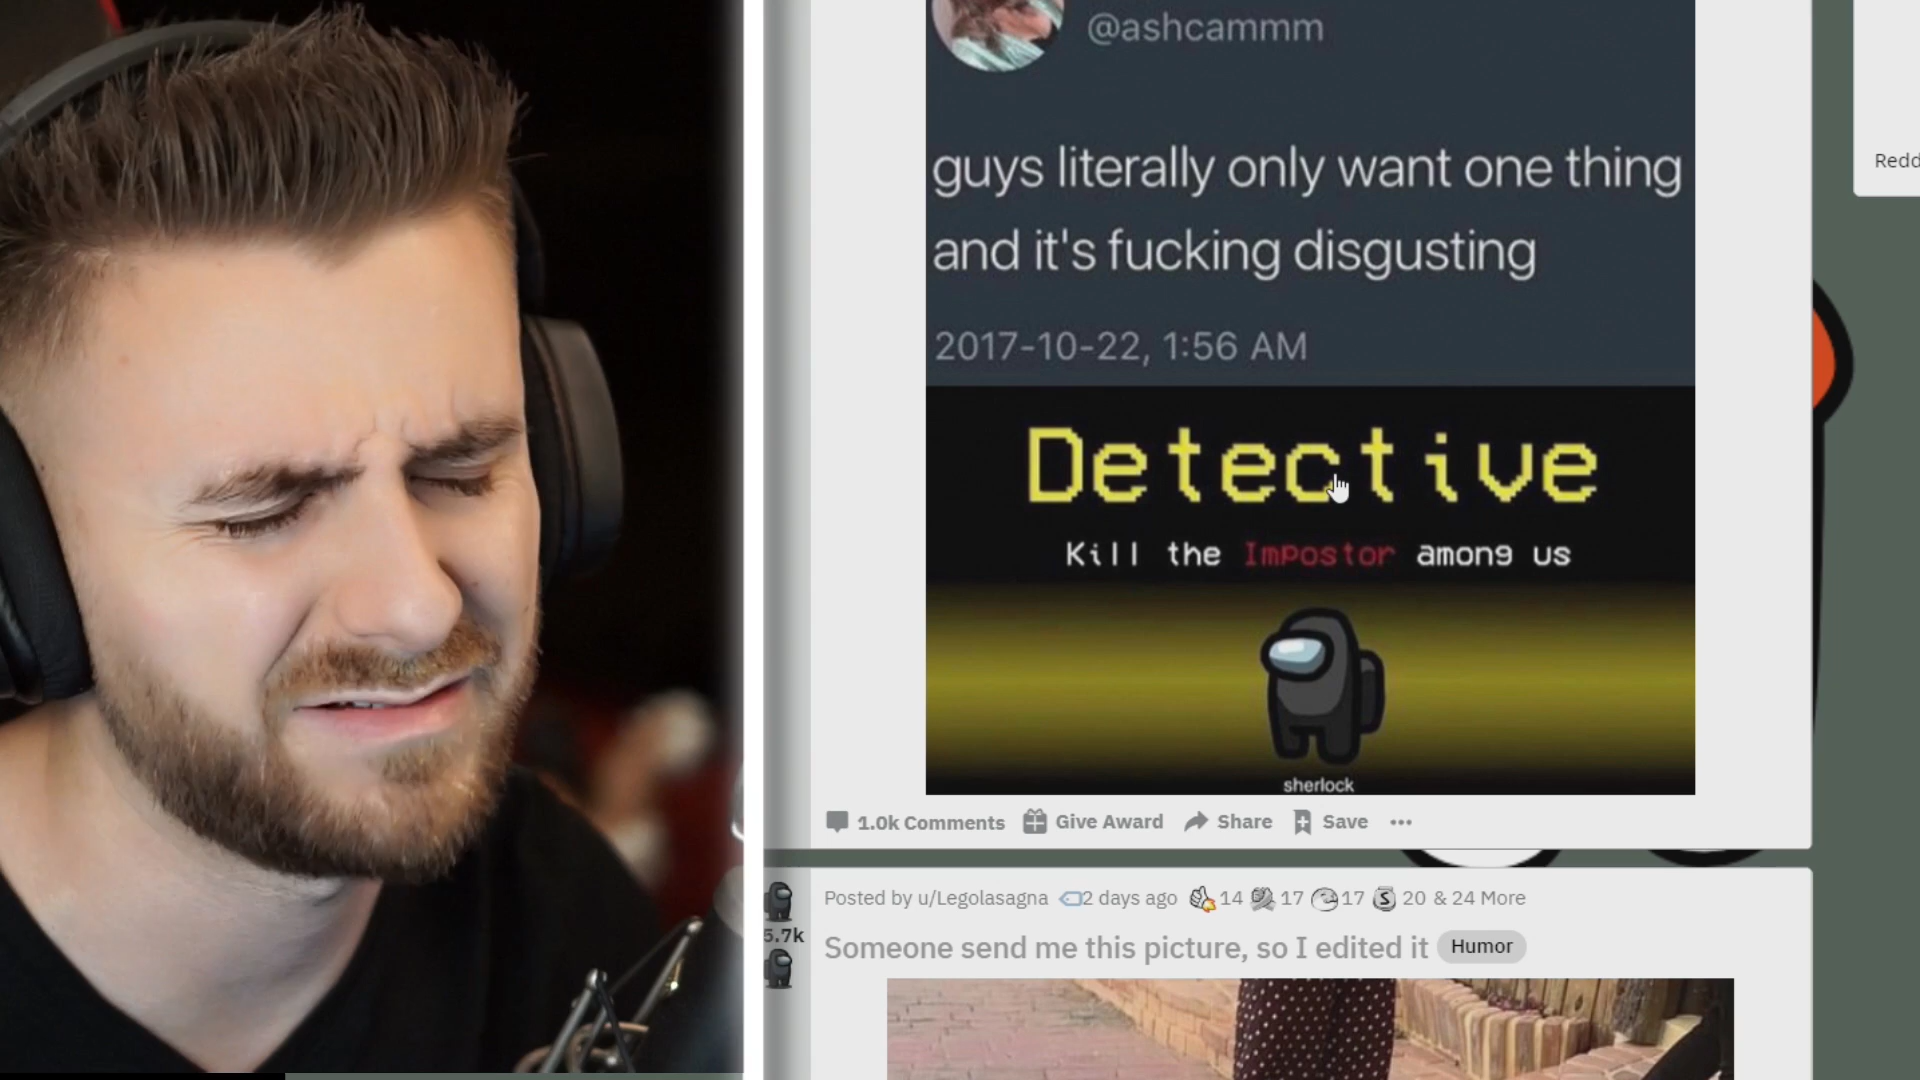 @ashcammm
guys literally only want one thing
and it's fucking disgusting
2017-10-22, 1:56 AM
Detective
Kill the Impostor among us
sherlock
1.0k Comments Give Award Share Save
Posted by u/Legolasagna 2 days ago 14 17 17 S 20 & 24 More
5.7k
Someone send me this picture, so I edited it Humor
Redd